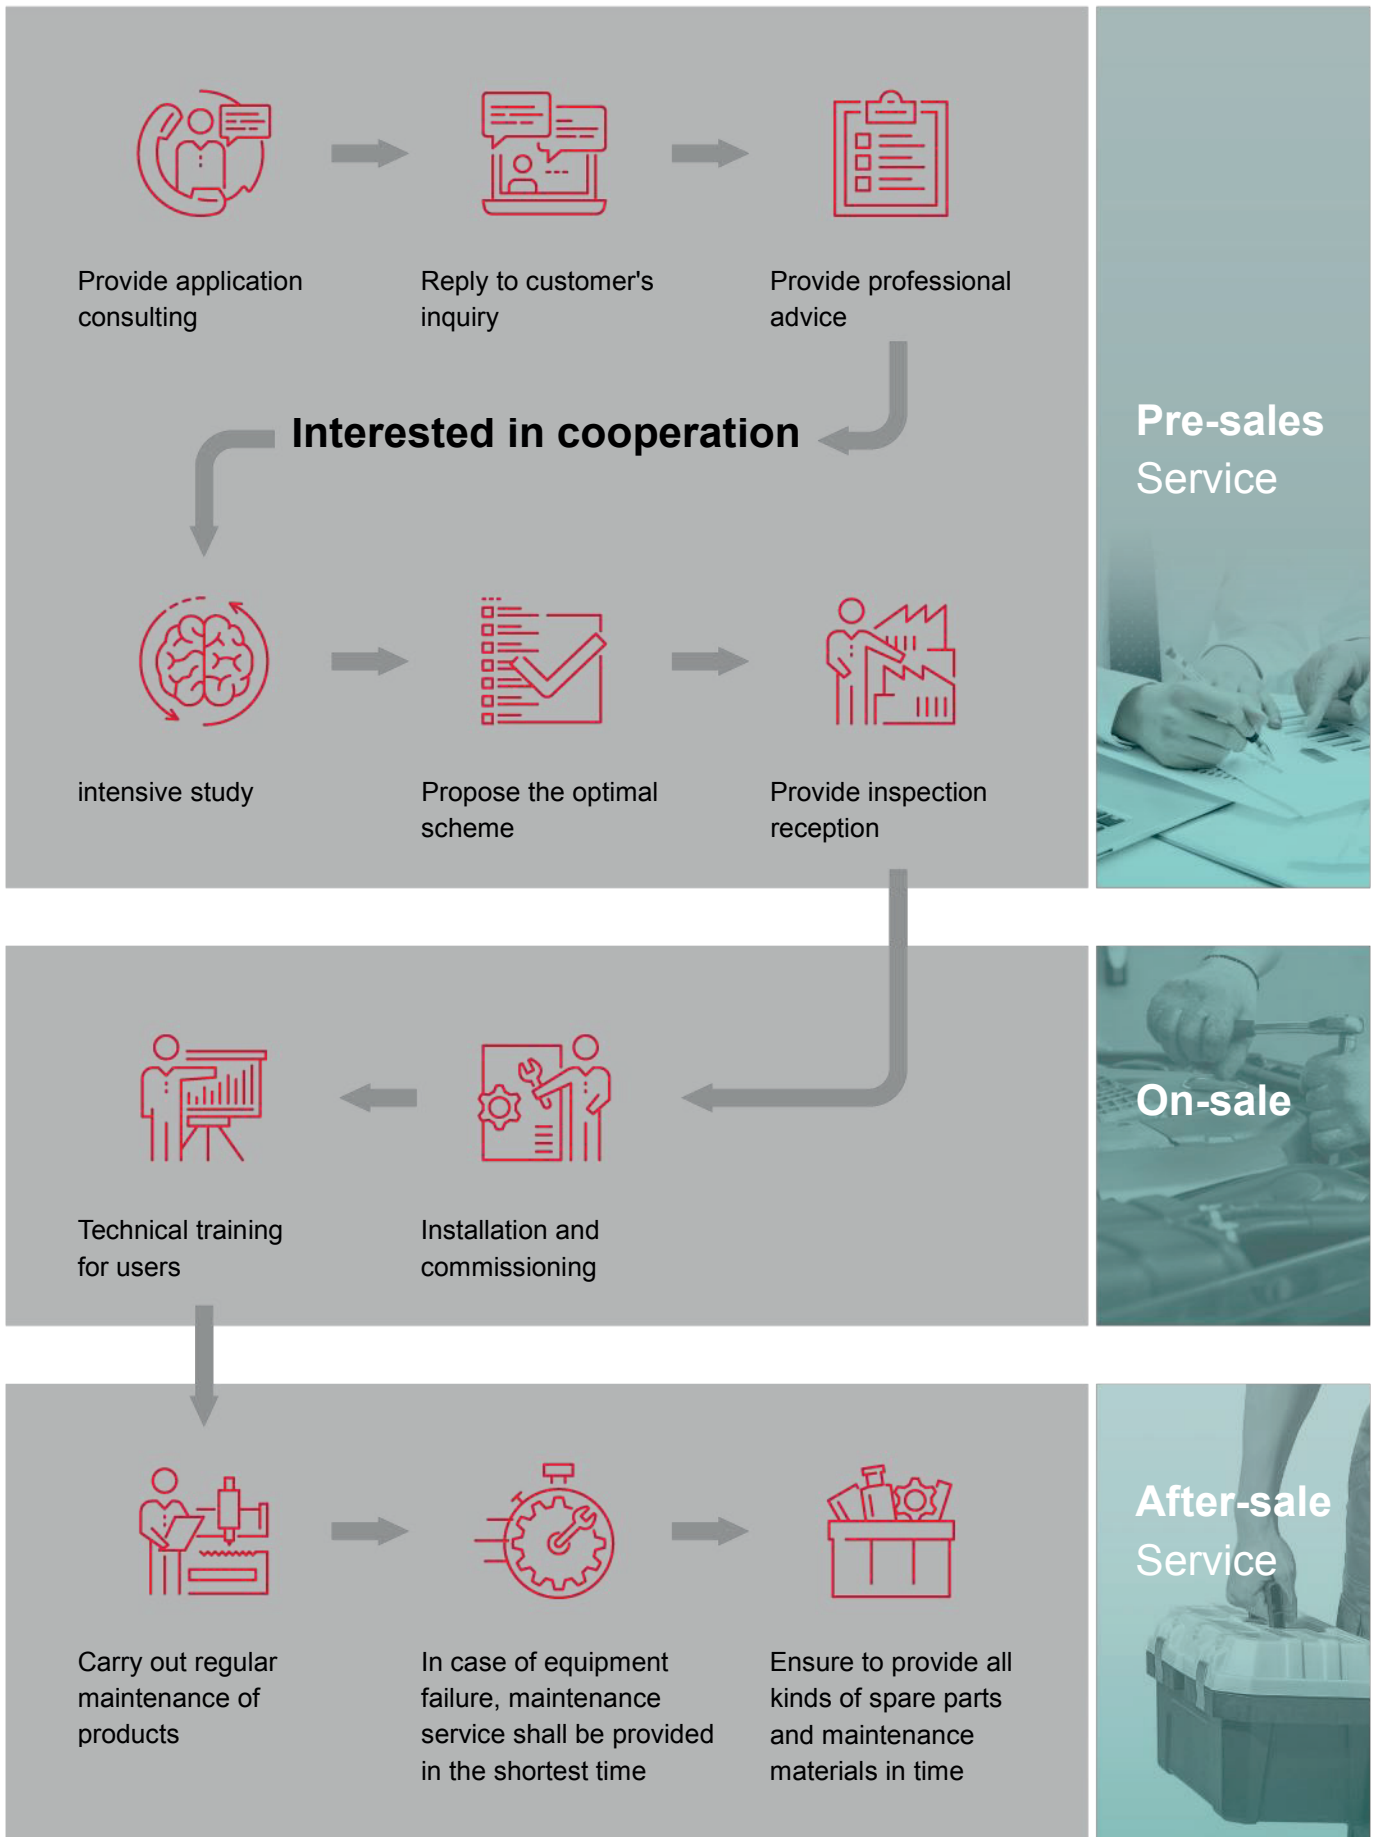 Provide application
consulting
Reply to customer's
inquiry
Provide professional
advice
Interested in cooperation
Pre-sales
Service
intensive study
Propose the optimal
scheme
Provide inspection
reception
Technical training
for users
Installation and
commissioning
On-sale
Carry out regular
maintenance of
products
In case of equipment
failure, maintenance
service shall be provided
in the shortest time
Ensure to provide all
kinds of spare parts
and maintenance
materials in time
After-sale
Service